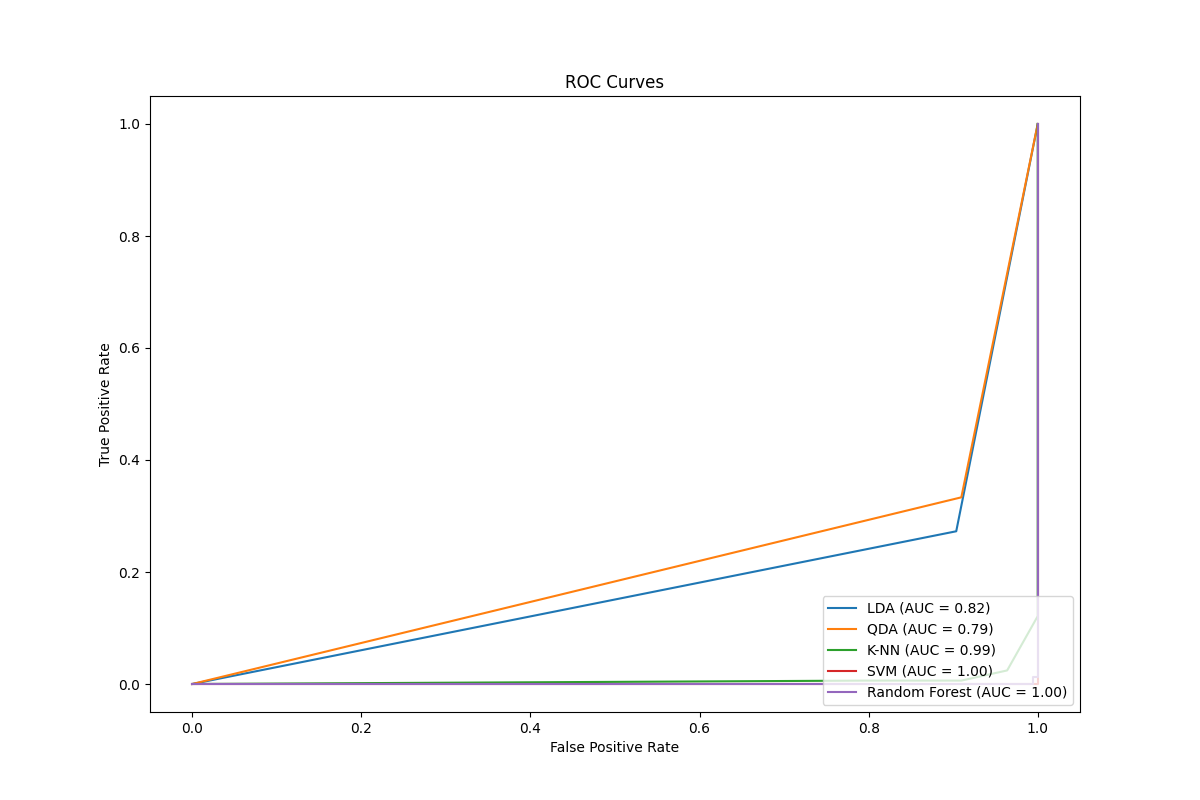 ROC Curves
True Positive Rate
1.0
0.8
0.6
0.4
0.2
0.0
LDA (AUC = 0.82)
QDA (AUC = 0.79)
K-NN (AUC = 0.99)
SVM (AUC = 1.00)
Random Forest (AUC = 1.00)
0.0 0.2 0.4 0.6 0.8 1.0
False Positive Rate